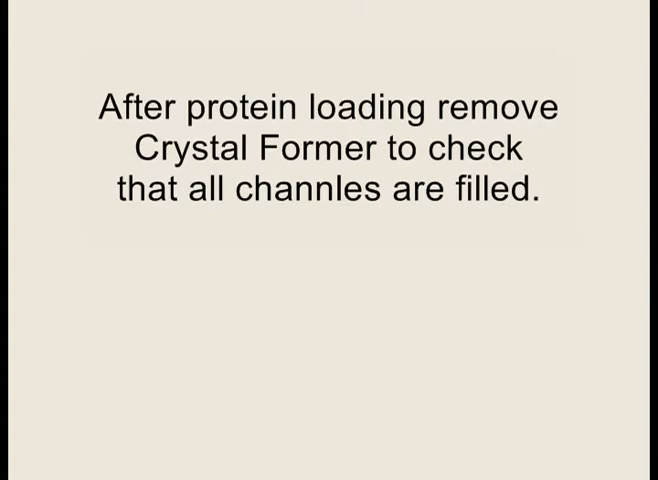 After protein loading remove
Crystal Former to check
that all channles are filled.